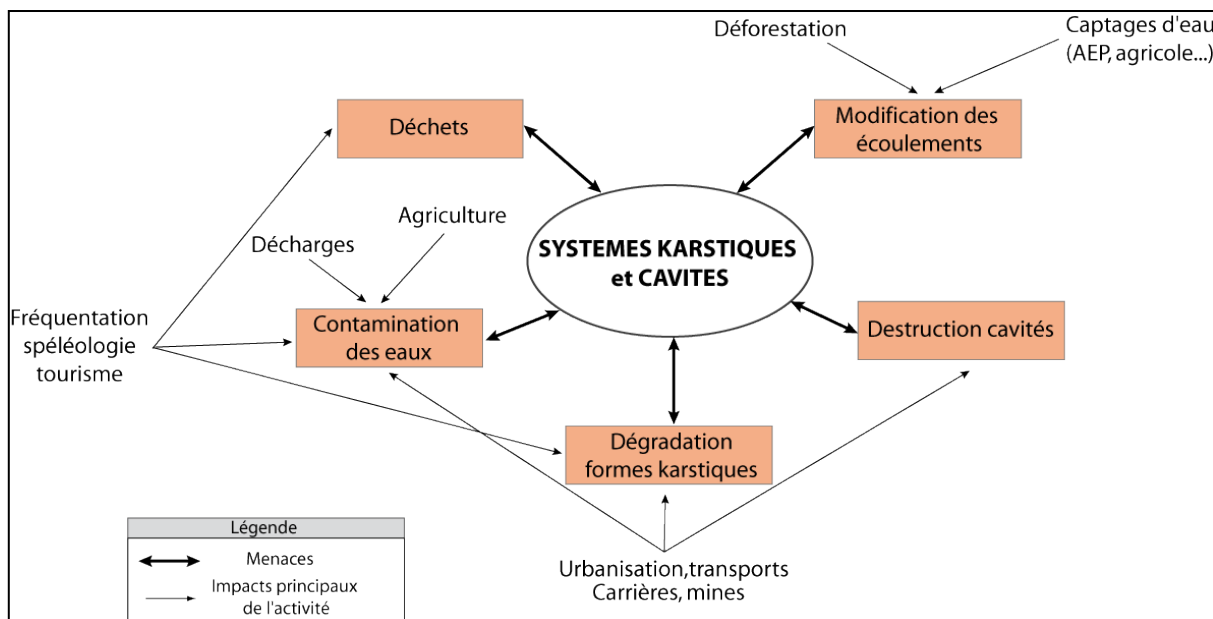 Déforestation
Captages d'eau
(AEP, agricole...)
Déchets
Modification des
écoulements
Agriculture
Décharges
SYSTEMES KARSTIQUES
et CAVITES
Fréquentation
spéléologie
tourisme
Contamination
des eaux
Destruction cavités
Dégradation
formes karstiques
Urbanisation,transports
Carrières, mines
Légende
Menaces
Impacts principaux
de l'activité